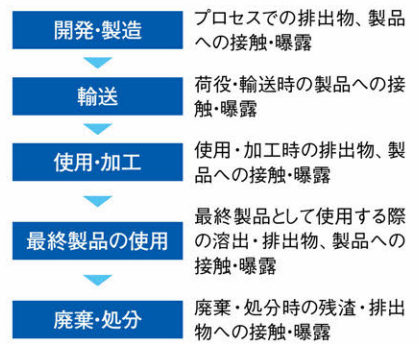 開発・製造
プロセスでの排出物、製品
への接触・曝露
輸送
荷役・輸送時の製品への接
触・曝露
使用・加工
使用・加工時の排出物、製
品への接触・曝露
最終製品の使用
最終製品として使用する際
の溶出・排出物、製品への
接触・曝露
廃棄・処分
廃棄・処分時の残渣・排出
物への接触・曝露